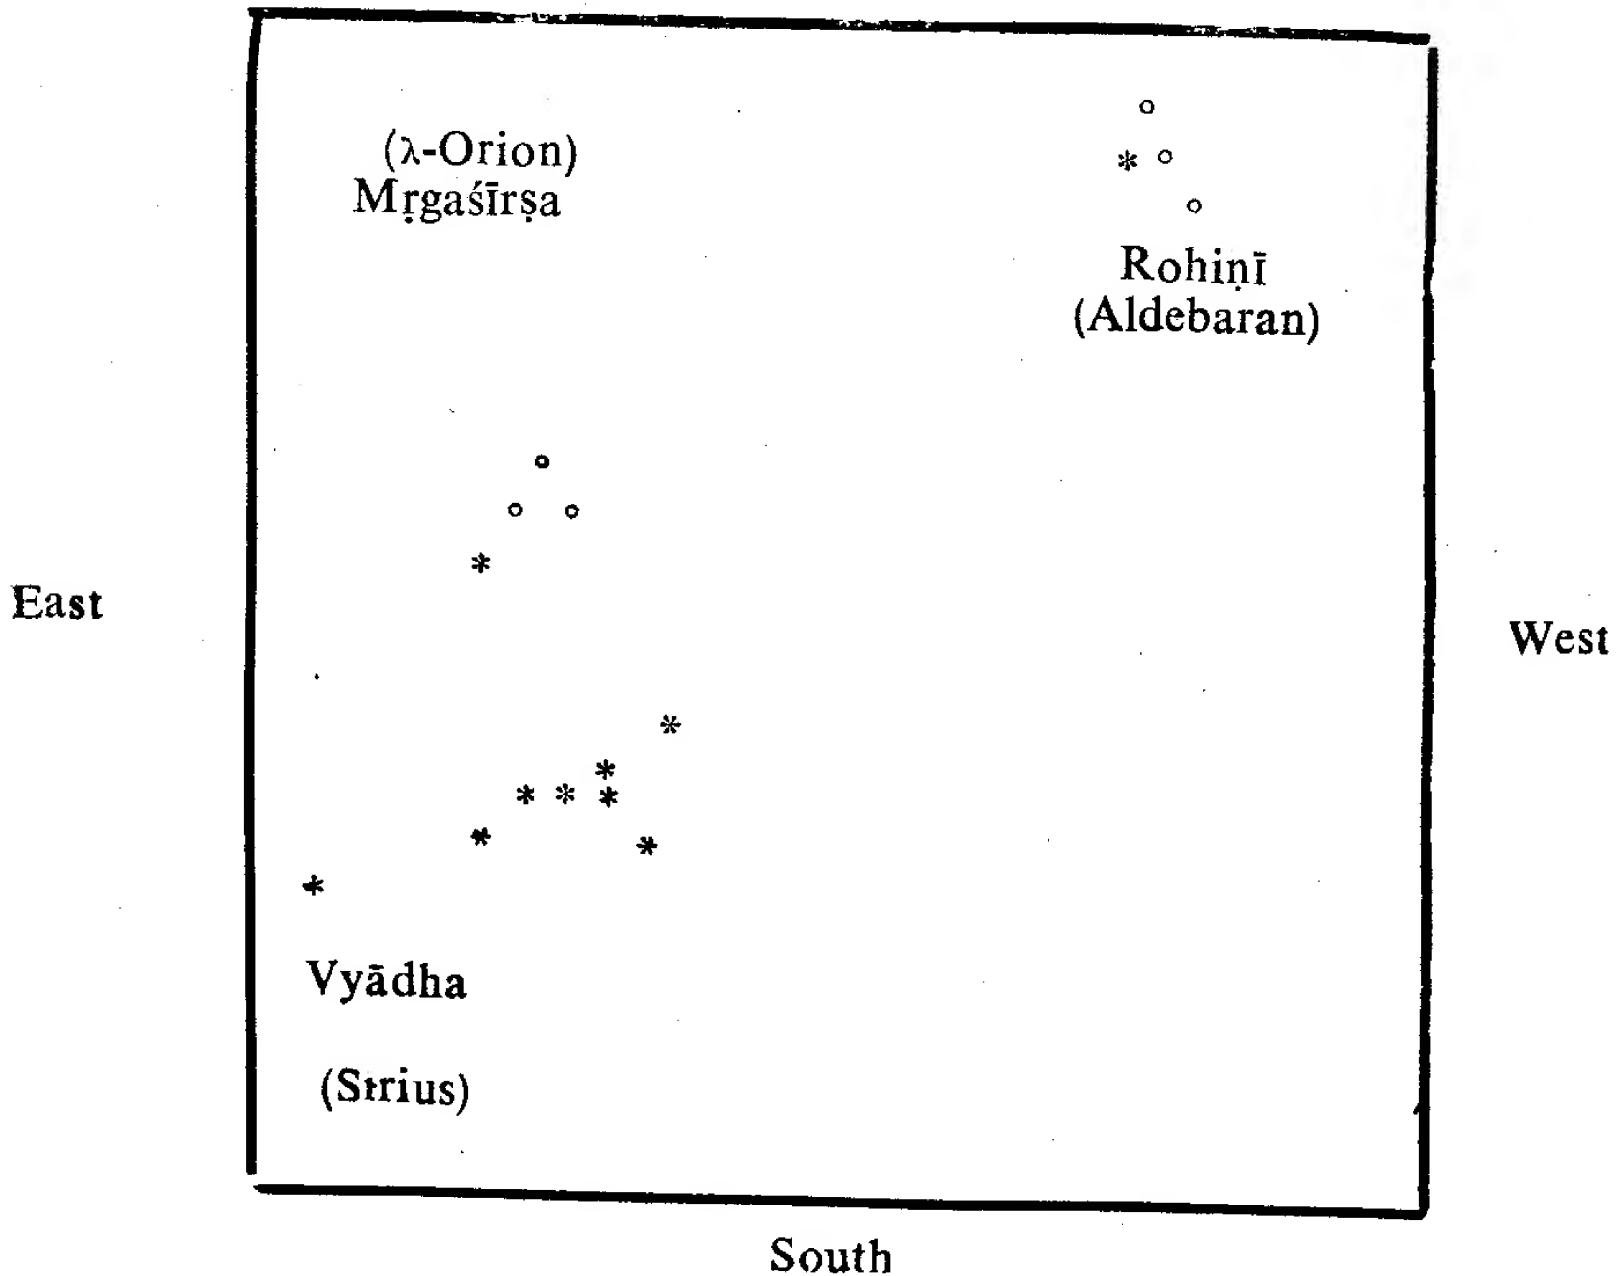 (λ-Orion)
Mṛgaśīrṣa
Rohiṇī
(Aldebaran)
East
West
Vyādha
(Sirius)
South